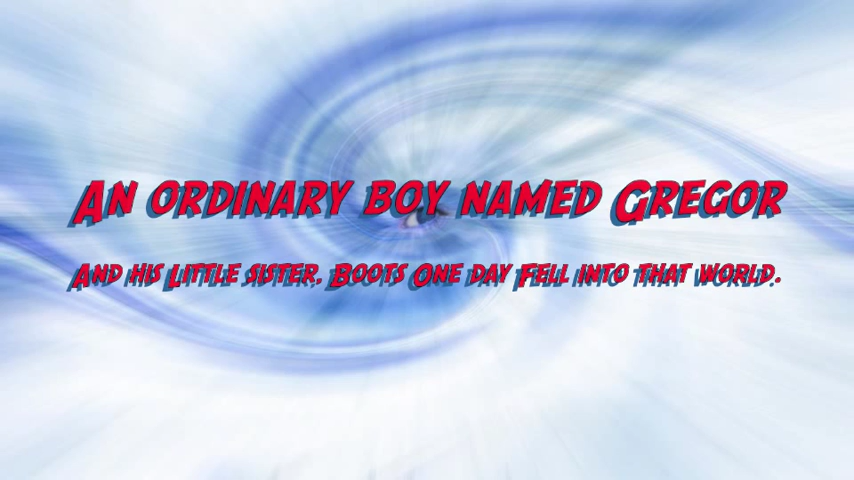 An ordinary boy named Gregor
And his Little sister, Boots One day Fell into that world.